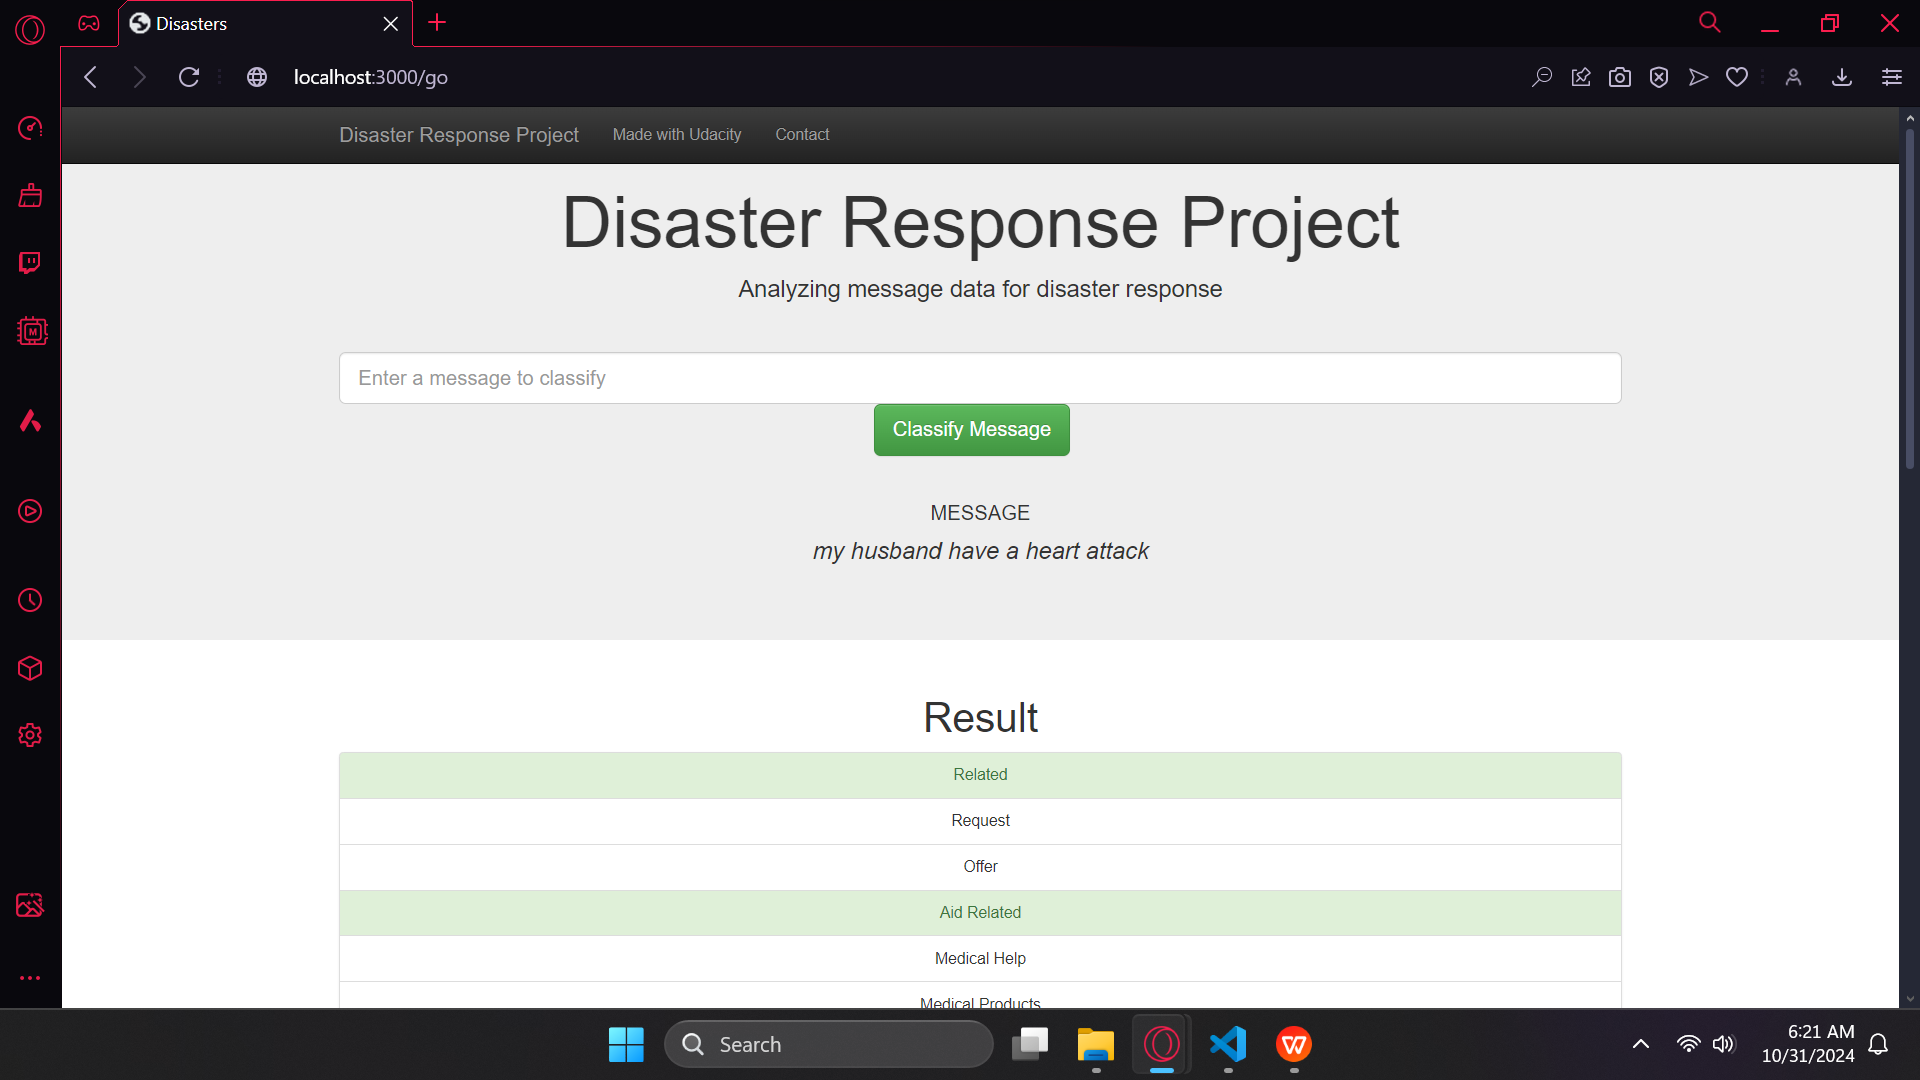 Disasters
localhost:3000/go
Disaster Response Project
Made with Udacity
Contact
Disaster Response Project
Analyzing message data for disaster response
Enter a message to classify
Classify Message
MESSAGE
my husband have a heart attack
Result
Related
Request
Offer
Aid Related
Medical Help
Medical Products
Search
6:21 AM
10/31/2024